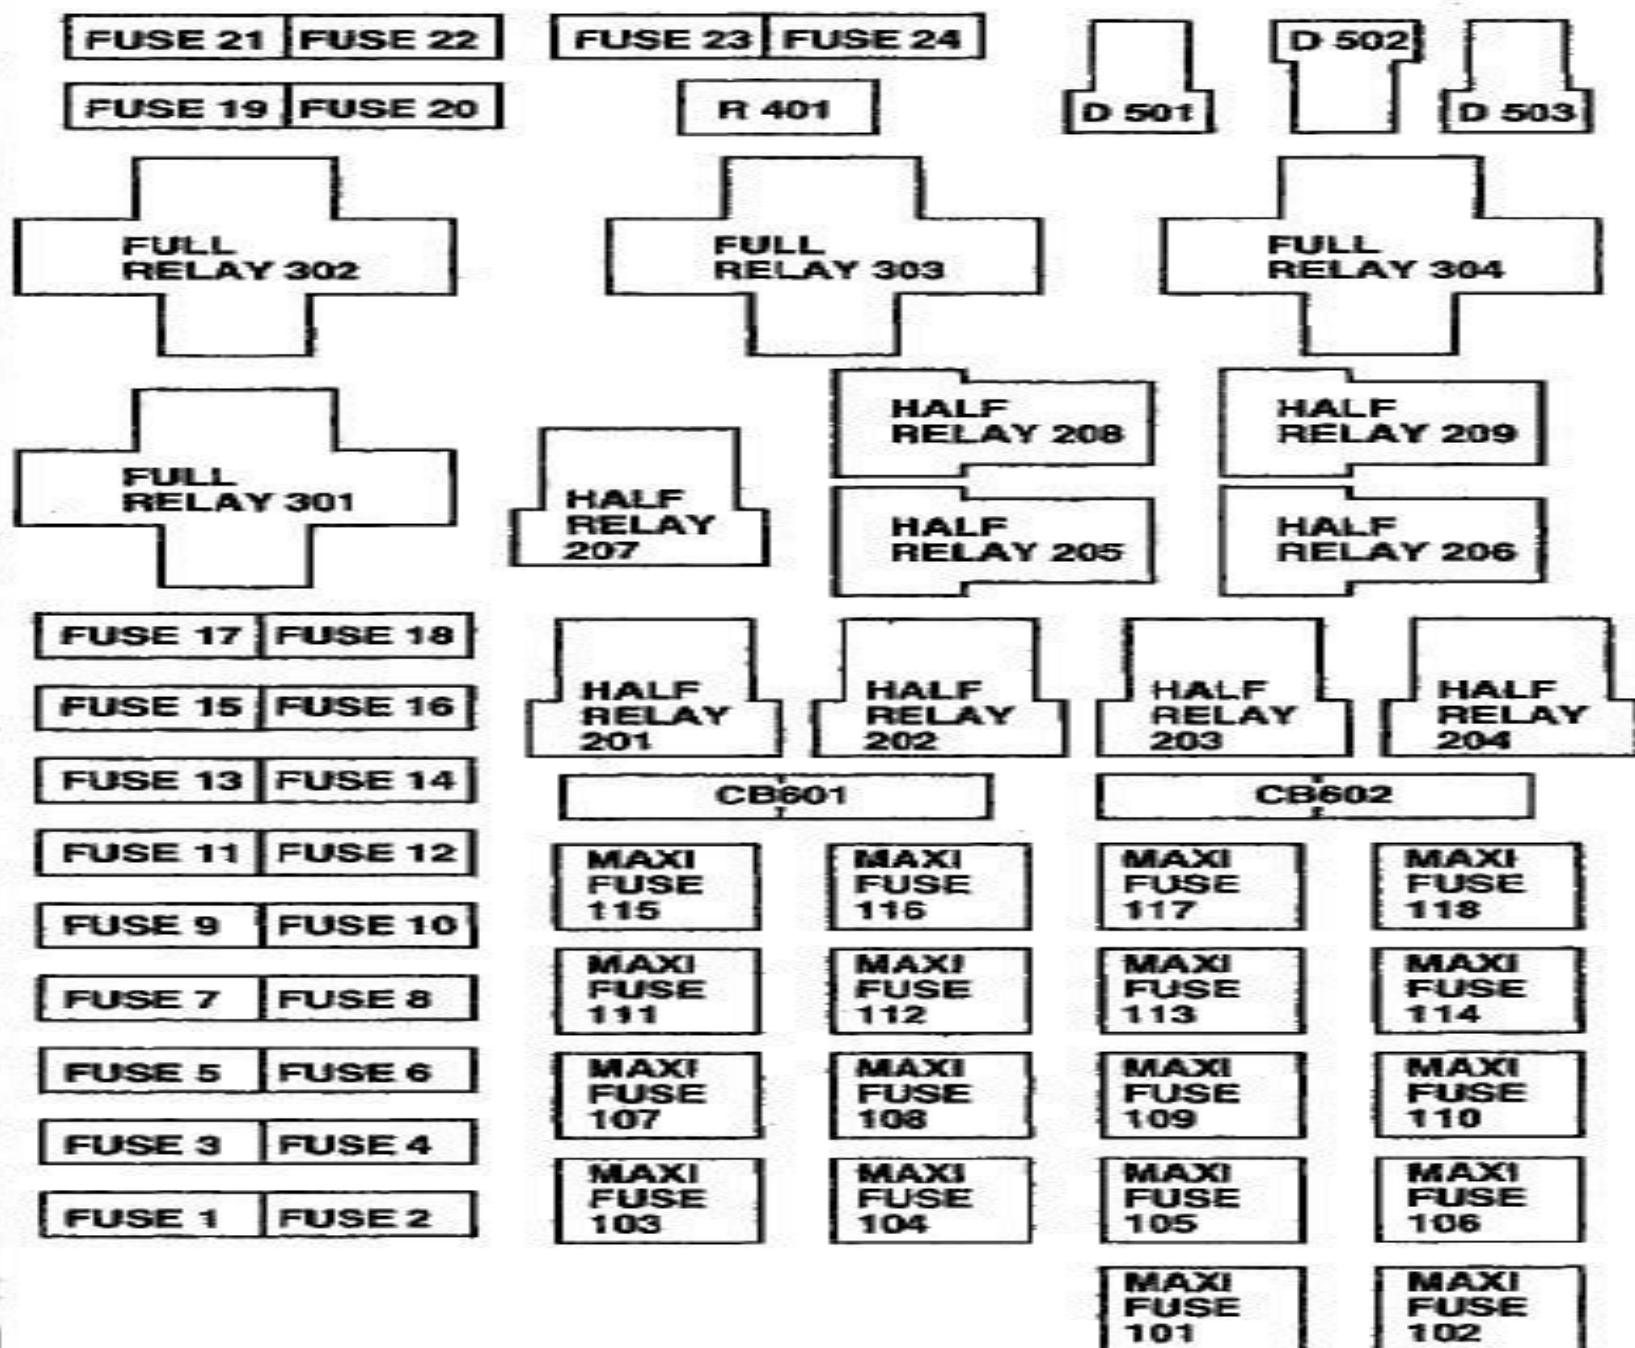 FUSE 21 FUSE 22 FUSE 23 FUSE 24
D 502
FUSE 19 FUSE 20 R 401 D 501 D 503
FULL
RELAY 302
FULL
RELAY 303
FULL
RELAY 304
HALF
RELAY 208
HALF
RELAY 209
FULL
RELAY 301
HALF
RELAY
207
HALF
RELAY 205
HALF
RELAY 206
FUSE 17 FUSE 18
FUSE 15 FUSE 16
FUSE 13 FUSE 14
FUSE 11 FUSE 12
FUSE 9 FUSE 10
FUSE 7 FUSE 8
FUSE 5 FUSE 6
FUSE 3 FUSE 4
FUSE 1 FUSE 2
HALF
RELAY
201
HALF
RELAY
202
HALF
RELAY
203
HALF
RELAY
204
CB601 CB602
MAXI
FUSE
115
MAXI
FUSE
116
MAXI
FUSE
117
MAXI
FUSE
118
MAXI
FUSE
111
MAXI
FUSE
112
MAXI
FUSE
113
MAXI
FUSE
114
MAXI
FUSE
107
MAXI
FUSE
108
MAXI
FUSE
109
MAXI
FUSE
110
MAXI
FUSE
103
MAXI
FUSE
104
MAXI
FUSE
105
MAXI
FUSE
106
MAXI
FUSE
101
MAXI
FUSE
102